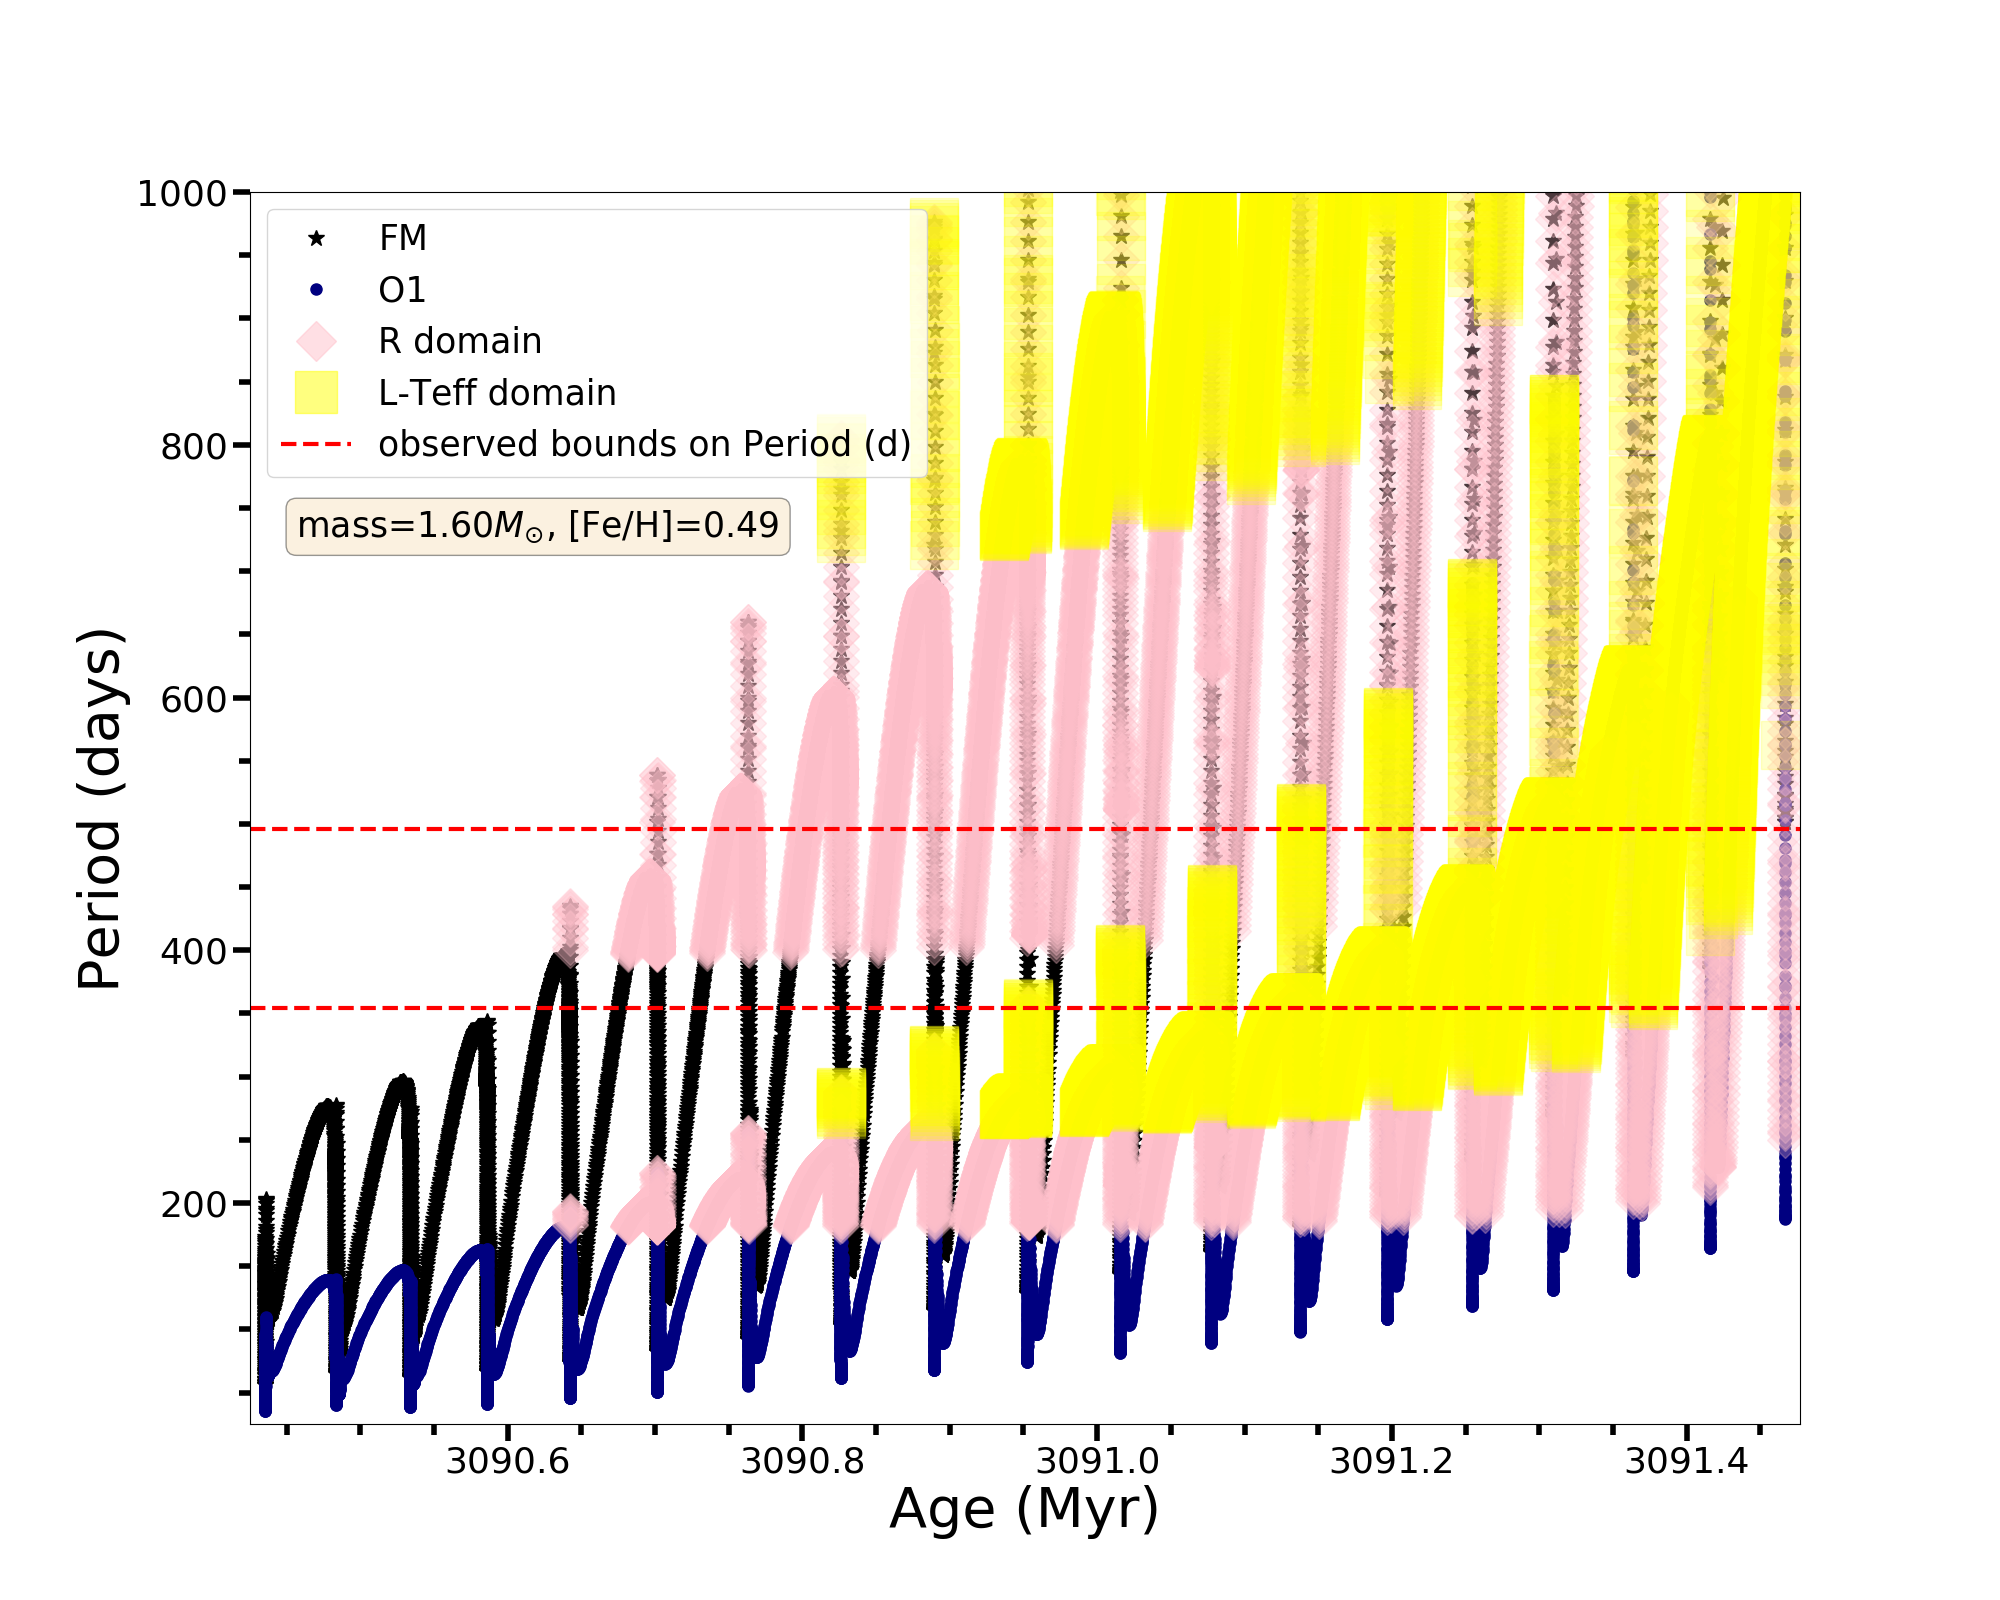 FM
O1
R domain
L-Teff domain
observed bounds on Period (d)
mass=1.60M⊙, [Fe/H]=0.49
1000
800
600
400
200
Period (days)
3090.6 3090.8 3091.0 3091.2 3091.4
Age (Myr)